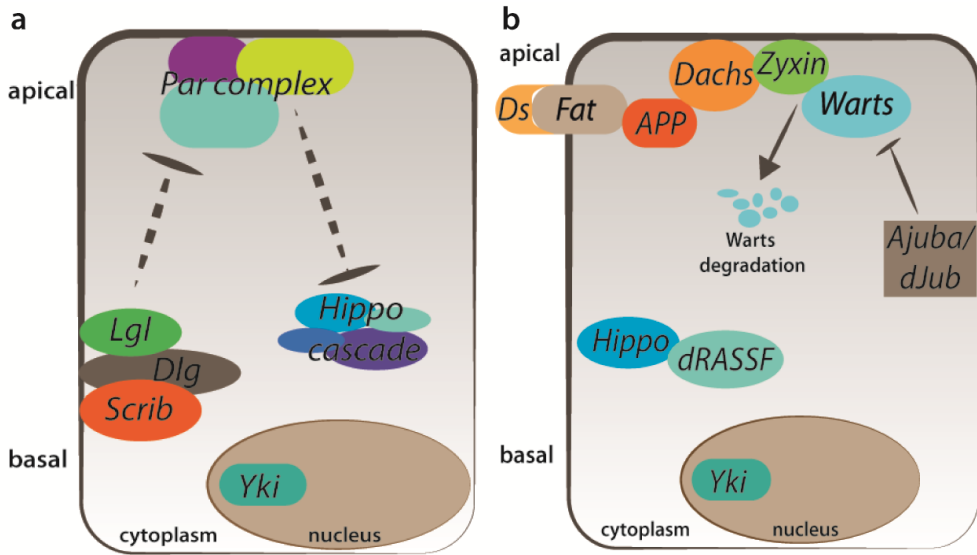 a
apical
Par complex
Lgl
Dlg
Scrib
Hippo
cascade
basal
Yki
cytoplasm
nucleus
b
apical
Ds
Fat
APP
Dachs
Zyxin
Warts
Warts
degradation
Ajuba/
dJub
Hippo
dRASSF
basal
Yki
cytoplasm
nucleus